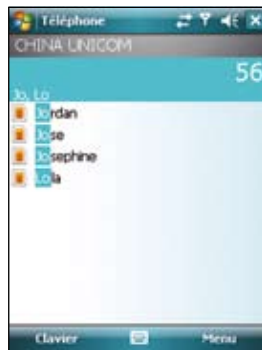 Téléphone
CHINA UNICOM
56
Jo, Lo
Jordan
Jose
Josephine
Lola
Clavier Menu